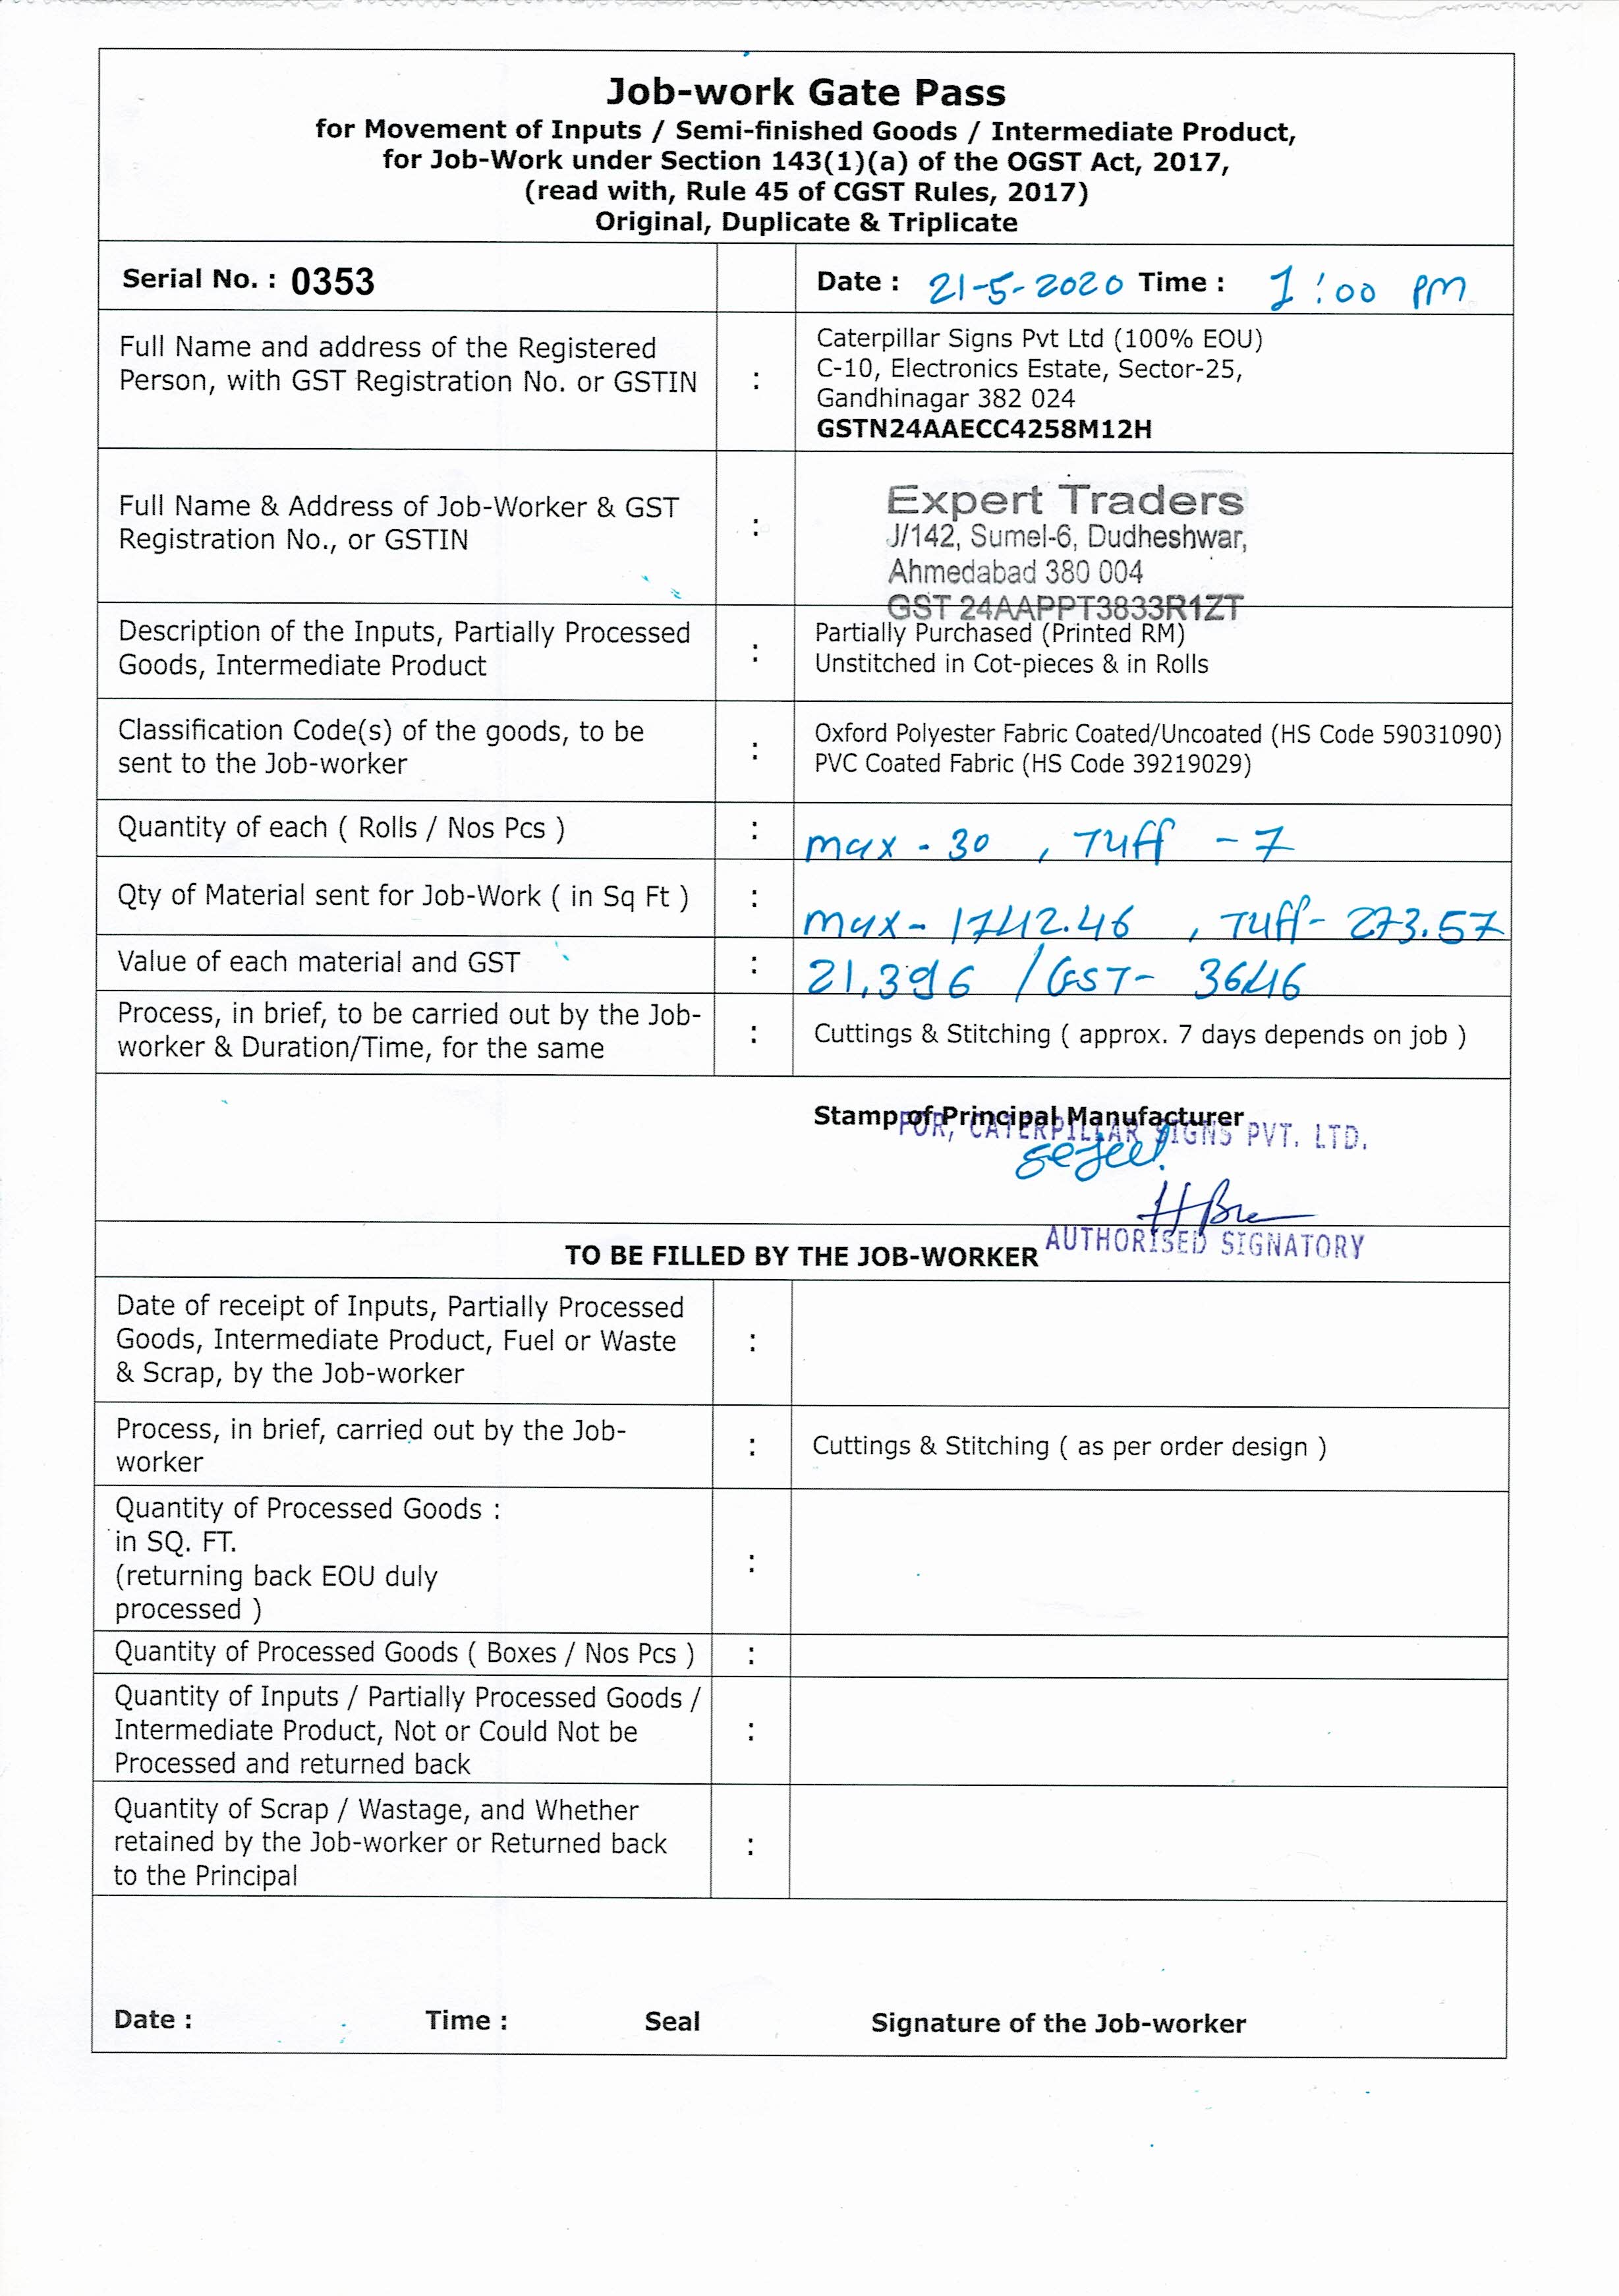 Job-work Gate Pass
for Movement of Inputs / Semi-finished Goods / Intermediate Product,
for Job-Work under Section 143(1)(a) of the OGST Act, 2017,
(read with, Rule 45 of CGST Rules, 2017)
Original, Duplicate & Triplicate
Serial No. : 0353
Date : 21-5-2020 Time : 1:00 PM
Full Name and address of the Registered
Person, with GST Registration No. or GSTIN
:
Caterpillar Signs Pvt Ltd (100% EOU)
C-10, Electronics Estate, Sector-25,
Gandhinagar 382 024
GSTN24AAECC4258M12H
Full Name & Address of Job-Worker & GST
Registration No., or GSTIN
:
Expert Traders
J/142, Sumel-6, Dudheshwar,
Ahmedabad 380 004
GST 24AAPPT3833R1ZT
Description of the Inputs, Partially Processed
Goods, Intermediate Product
:
Partially Purchased (Printed RM)
Unstitched in Cot-pieces & in Rolls
Classification Code(s) of the goods, to be
sent to the Job-worker
:
Oxford Polyester Fabric Coated/Uncoated (HS Code 59031090)
PVC Coated Fabric (HS Code 39219029)
Quantity of each ( Rolls / Nos Pcs )
:
max - 30 , Tuff - 7
Qty of Material sent for Job-Work ( in Sq Ft )
:
max - 1742.46 , Tuff - 273.57
Value of each material and GST
:
21,396 / GST - 3646
Process, in brief, to be carried out by the Job-
worker & Duration/Time, for the same
:
Cuttings & Stitching ( approx. 7 days depends on job )
Stamp of Principal Manufacturer
FOR, CATERPILLAR SIGNS PVT. LTD.
AUTHORISED SIGNATORY
TO BE FILLED BY THE JOB-WORKER
Date of receipt of Inputs, Partially Processed
Goods, Intermediate Product, Fuel or Waste
& Scrap, by the Job-worker
:
Process, in brief, carried out by the Job-
worker
:
Cuttings & Stitching ( as per order design )
Quantity of Processed Goods :
in SQ. FT.
(returning back EOU duly
processed )
:
Quantity of Processed Goods ( Boxes / Nos Pcs )
:
Quantity of Inputs / Partially Processed Goods /
Intermediate Product, Not or Could Not be
Processed and returned back
:
Quantity of Scrap / Wastage, and Whether
retained by the Job-worker or Returned back
to the Principal
:
Date : Time : Seal Signature of the Job-worker